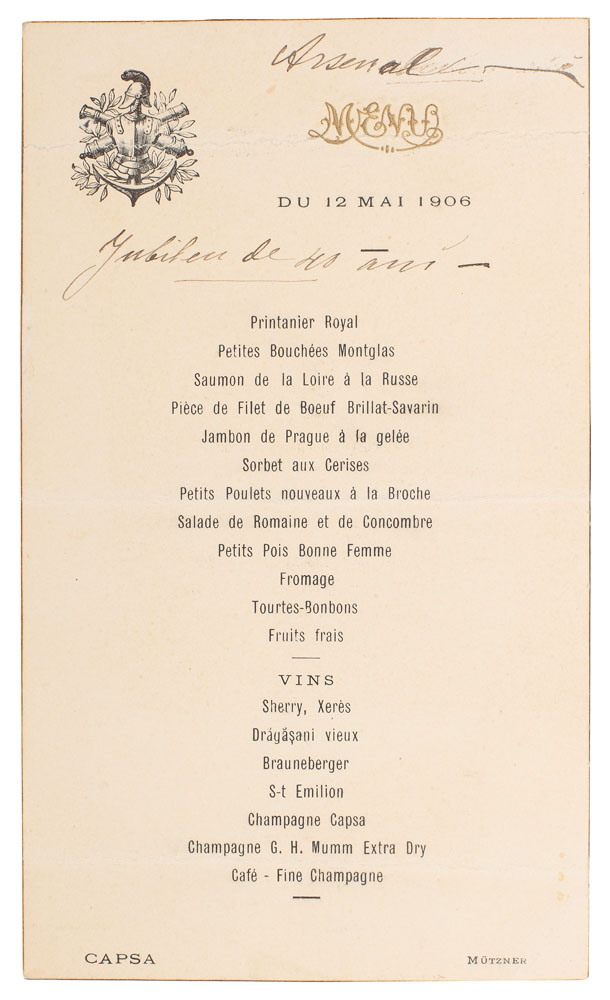 Arsenal
MENU
DU 12 MAI 1906
Jubileu de 40 ani —
Printanier Royal
Petites Bouchées Montglas
Saumon de la Loire à la Russe
Pièce de Filet de Boeuf Brillat-Savarin
Jambon de Prague à la gelée
Sorbet aux Cerises
Petits Poulets nouveaux à la Broche
Salade de Romaine et de Concombre
Petits Pois Bonne Femme
Fromage
Tourtes-Bonbons
Fruits frais
VINS
Sherry, Xerès
Drăgăşani vieux
Brauneberger
S-t Emilion
Champagne Capsa
Champagne G. H. Mumm Extra Dry
Café - Fine Champagne
CAPSA
MÜTZNER